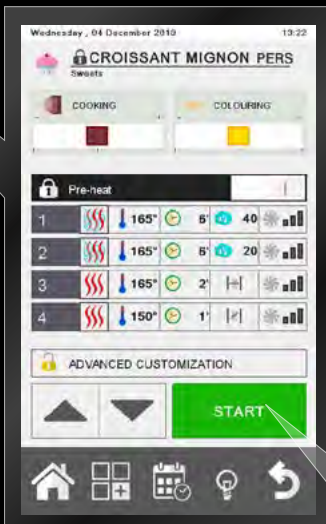 Wednesday , 04 December 2010 13:22
CROISSANT MIGNON PERS
Sweets
COOKING COLOURING
Pre-heat
1 165° 6' 40
2 165° 6' 20
3 165° 2'
4 150° 1'
ADVANCED CUSTOMIZATION
START